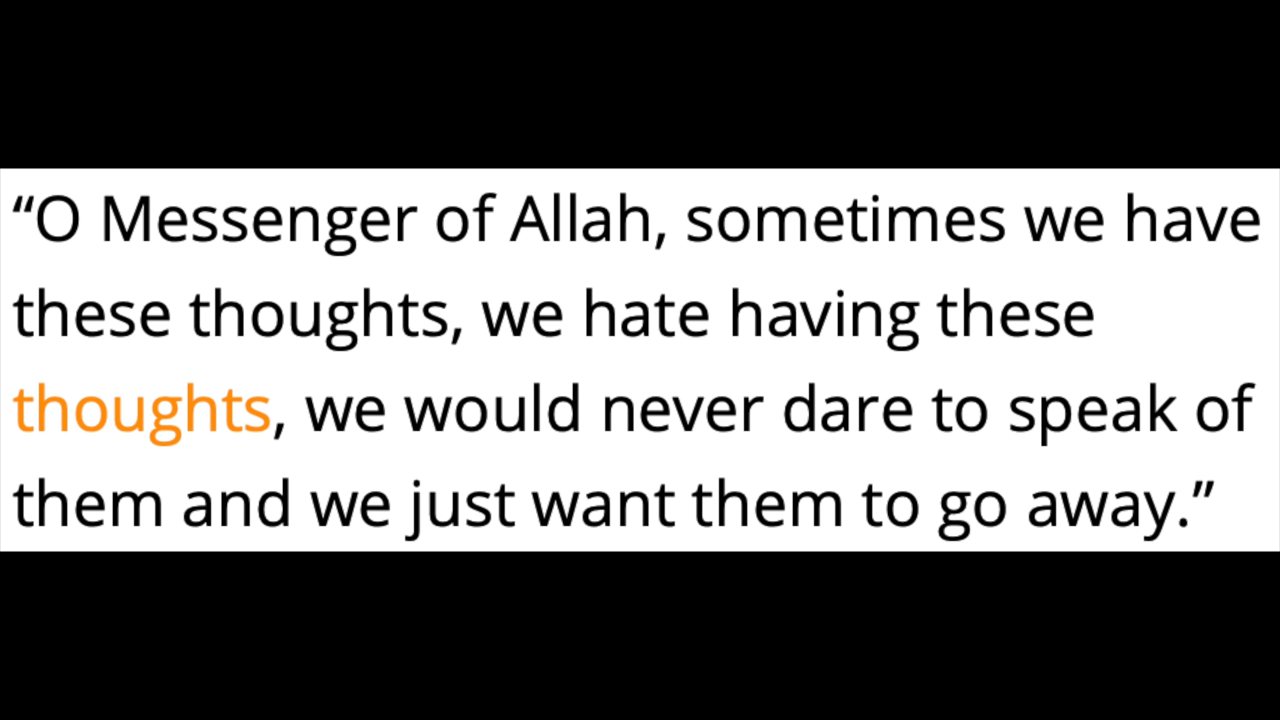 “O Messenger of Allah, sometimes we have
these thoughts, we hate having these
thoughts, we would never dare to speak of
them and we just want them to go away.”